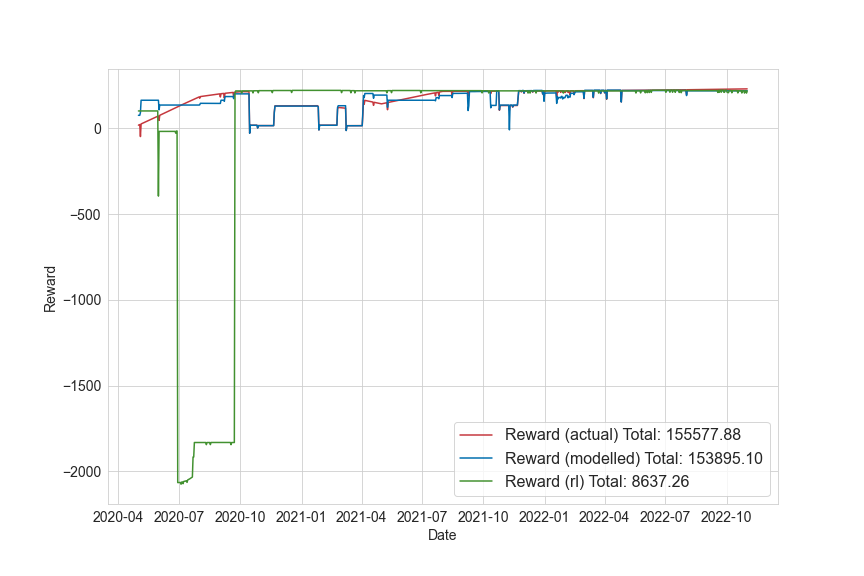 0
−500
−1000
−1500
−2000
Reward
Reward (actual) Total: 155577.88
Reward (modelled) Total: 153895.10
Reward (rl) Total: 8637.26
2020-04 2020-07 2020-10 2021-01 2021-04 2021-07 2021-10 2022-01 2022-04 2022-07 2022-10
Date